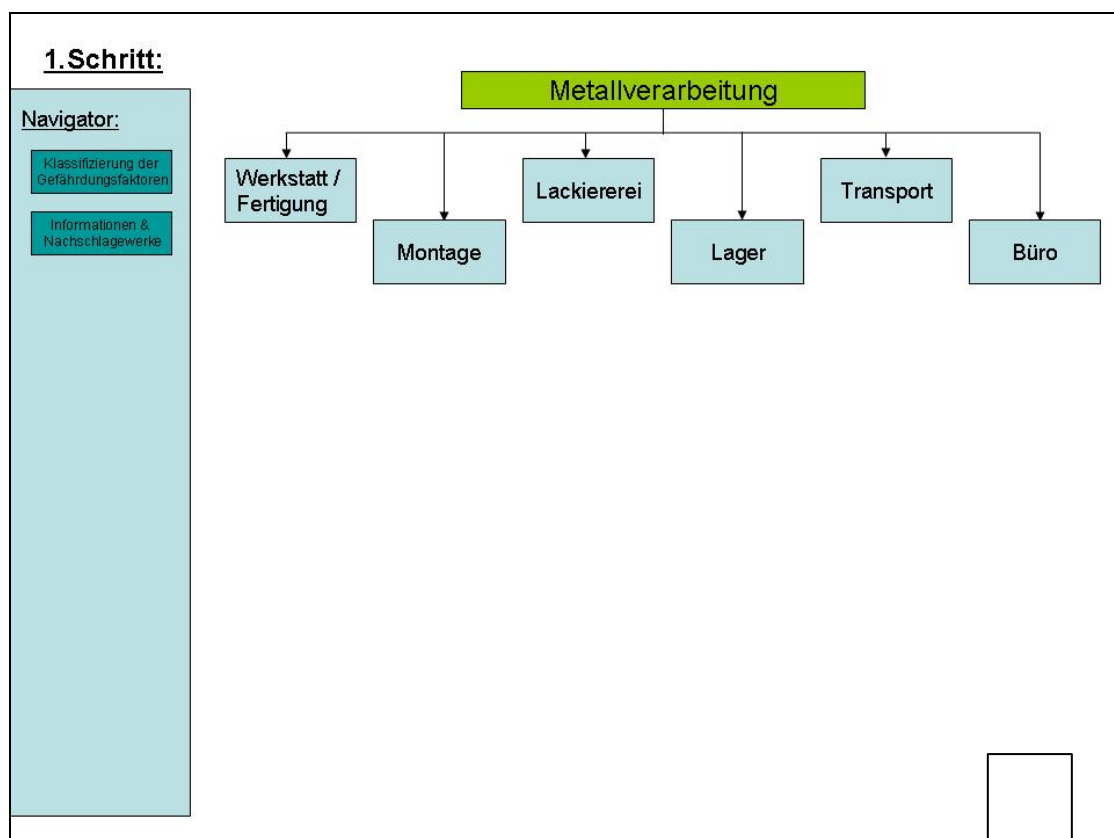 1.Schritt:
Navigator:
Klassifizierung der
Gefährdungsfaktoren
Informationen &
Nachschlagewerke
Metallverarbeitung
Werkstatt /
Fertigung
Montage
Lackiererei
Lager
Transport
Büro